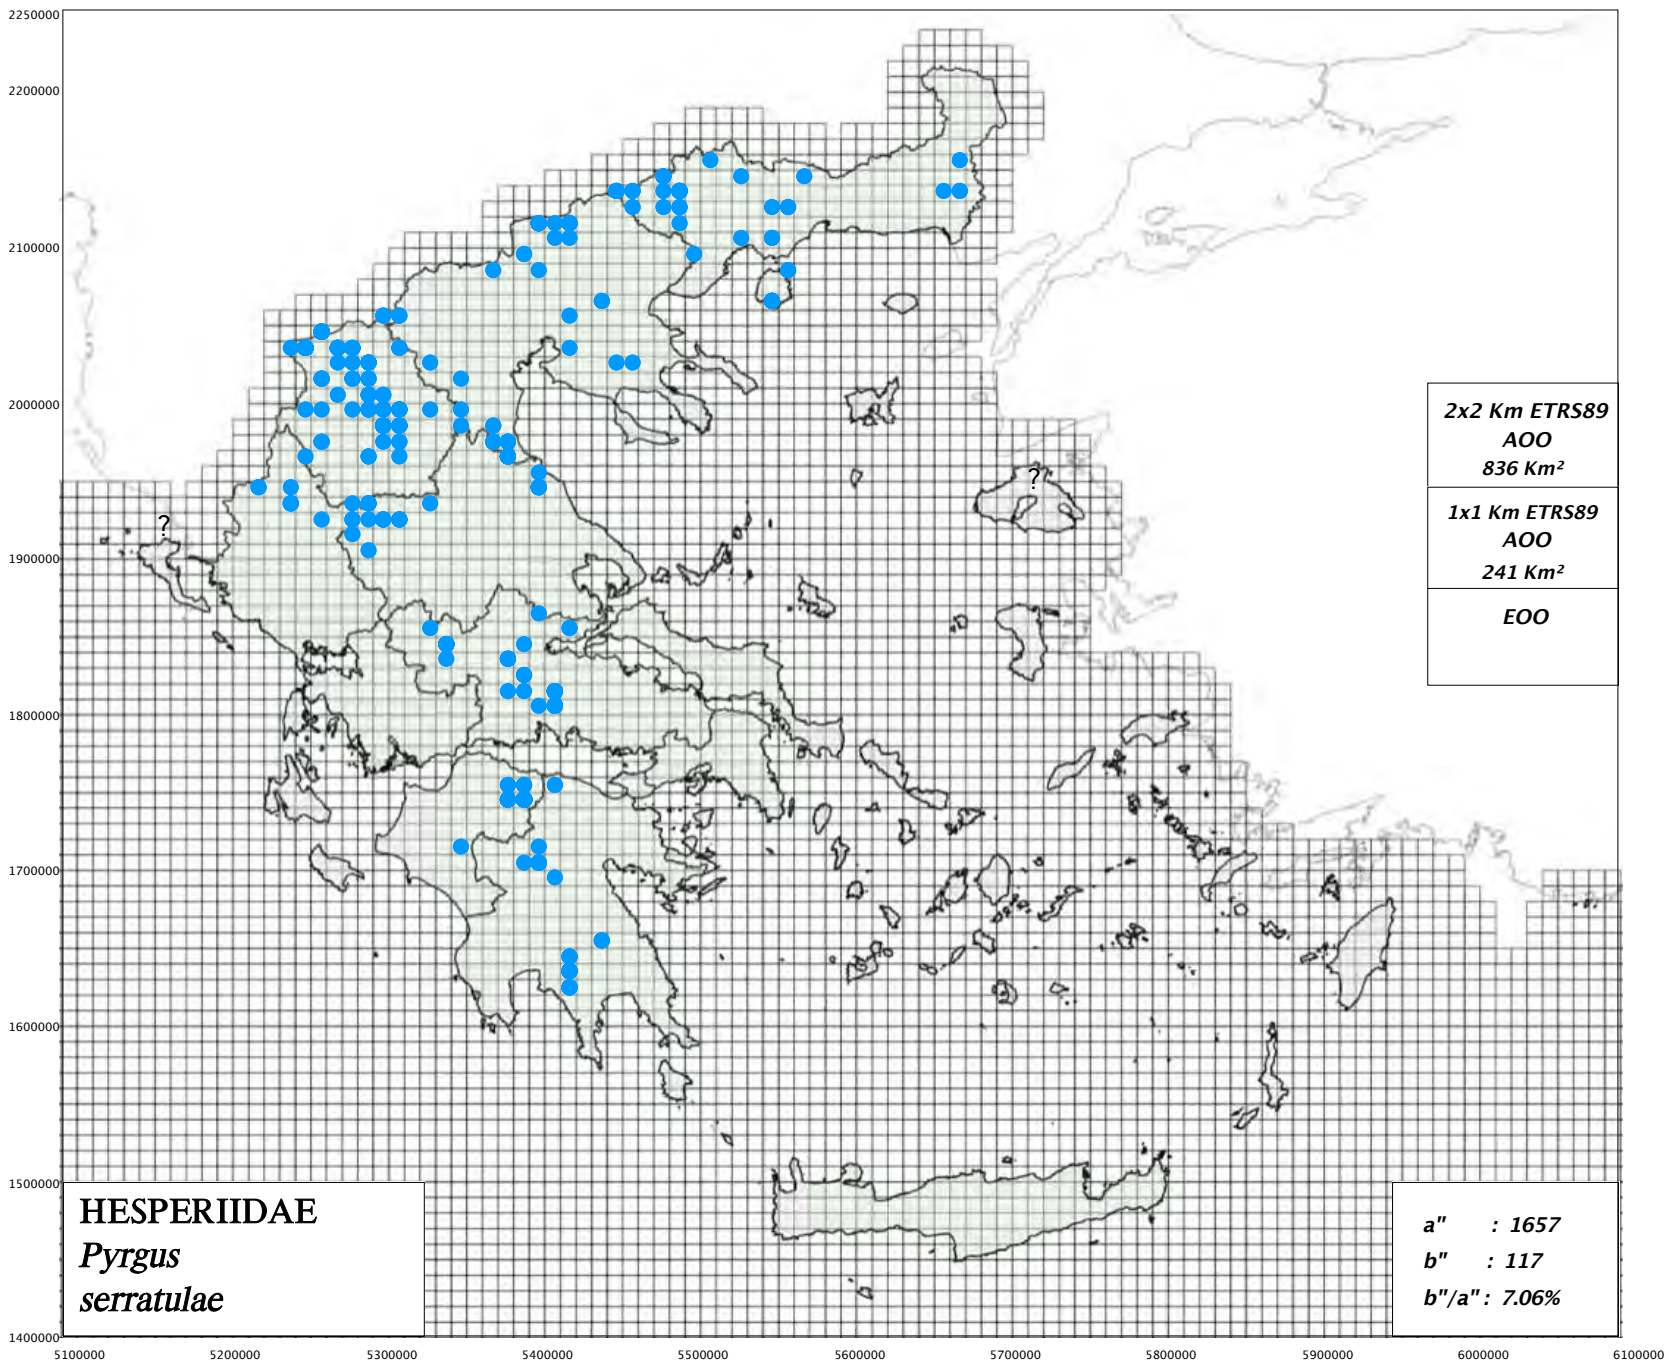 2250000
2200000
2100000
2000000
1900000
1800000
1700000
1600000
1500000
1400000
?
?
2x2 Km ETRS89
AOO
836 Km²
1x1 Km ETRS89
AOO
241 Km²
EOO
HESPERIIDAE
Pyrgus
serratulae
a" : 1657
b" : 117
b"/a" : 7.06%
5100000 5200000 5300000 5400000 5500000 5600000 5700000 5800000 5900000 6000000 6100000